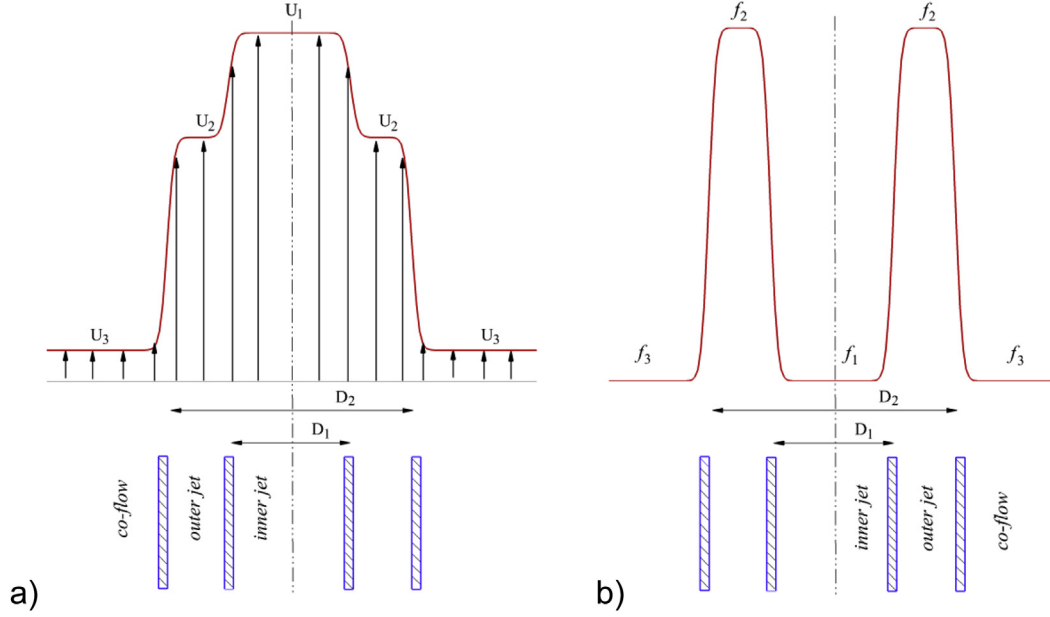 U1
f2 f2
U2 U2
U3 U3
f3 f1 f3
D2 D2
D1 D1
co-flow outer jet inner jet inner jet outer jet co-flow
a) b)